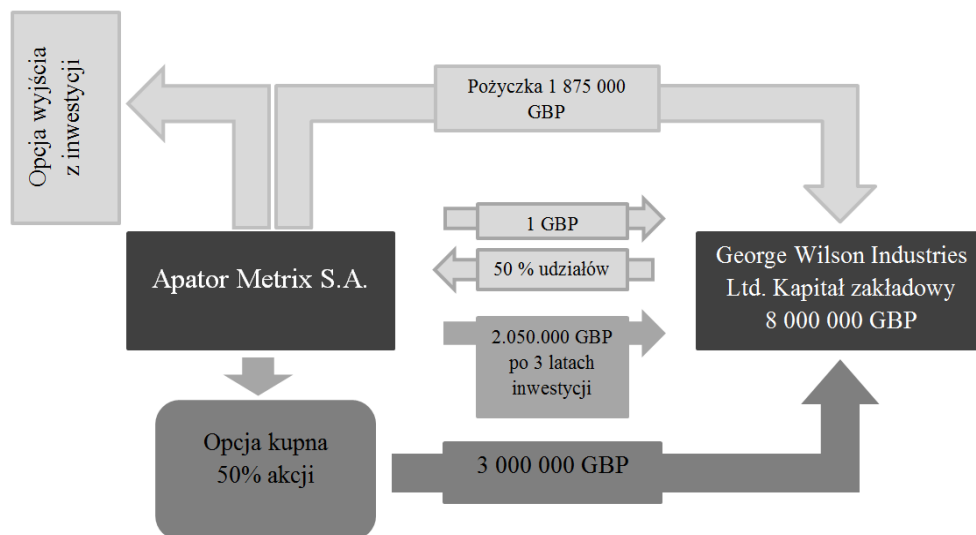 Opcja wyjścia
z inwestycji
Pożyczka 1 875 000
GBP
1 GBP
50 % udziałów
Apator Metrix S.A.
George Wilson Industries
Ltd. Kapitał zakładowy
8 000 000 GBP
2.050.000 GBP
po 3 latach
inwestycji
Opcja kupna
50% akcji
3 000 000 GBP